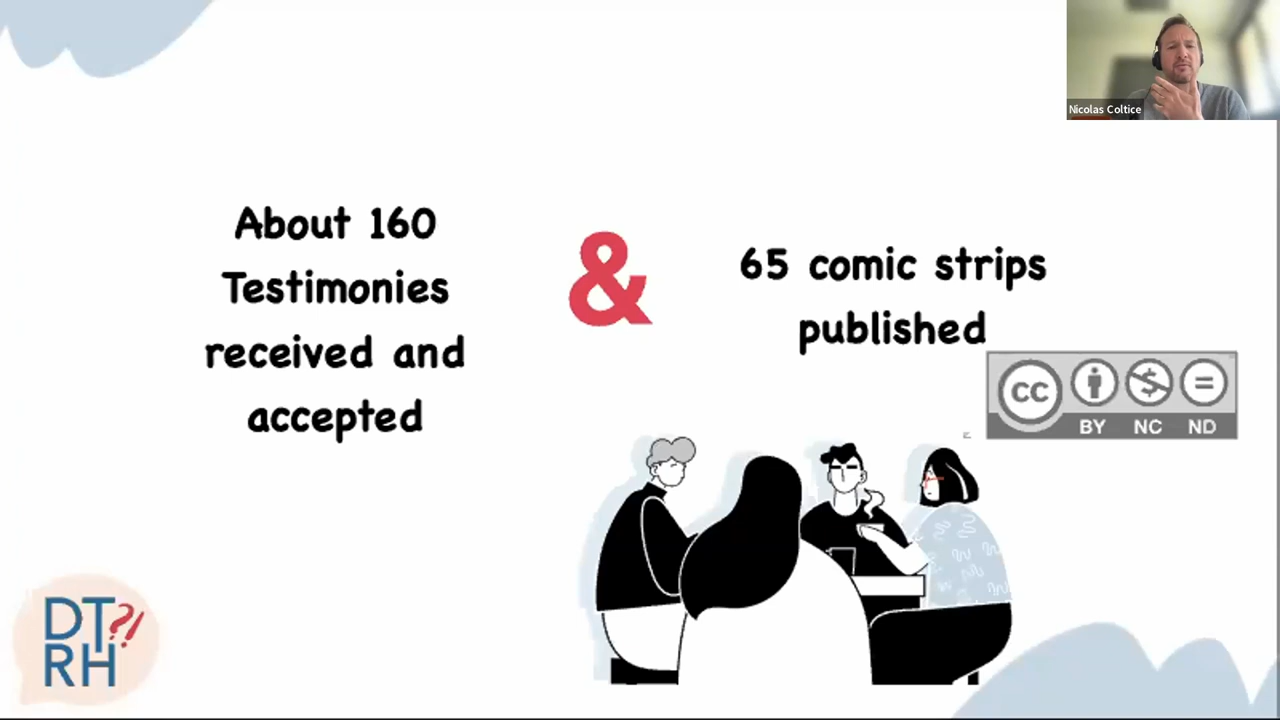 Nicolas Coltice
About 160
Testimonies
received and
accepted
&
65 comic strips
published
CC
BY NC ND
DT?!
RH